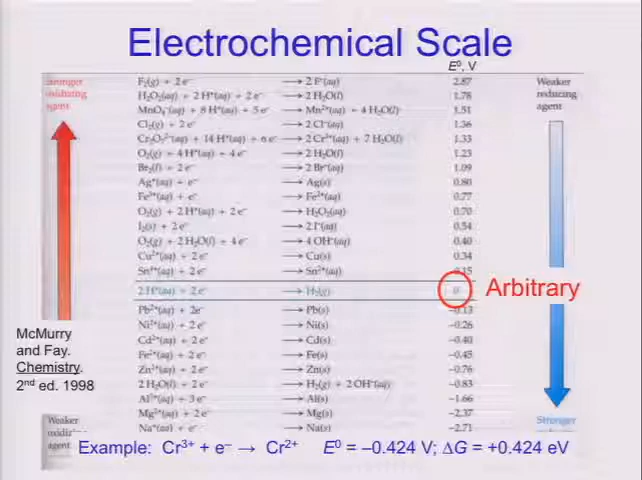 Electrochemical Scale
E⁰, V
Stronger oxidizing agent
Weaker reducing agent
F₂(g) + 2 e⁻ ⟶ 2 F⁻(aq) 2.87
H₂O₂(aq) + 2 H⁺(aq) + 2 e⁻ ⟶ 2 H₂O(l) 1.78
MnO₄⁻(aq) + 8 H⁺(aq) + 5 e⁻ ⟶ Mn²⁺(aq) + 4 H₂O(l) 1.51
Cl₂(g) + 2 e⁻ ⟶ 2 Cl⁻(aq) 1.36
Cr₂O₇²⁻(aq) + 14 H⁺(aq) + 6 e⁻ ⟶ 2 Cr³⁺(aq) + 7 H₂O(l) 1.33
O₂(g) + 4 H⁺(aq) + 4 e⁻ ⟶ 2 H₂O(l) 1.23
Br₂(l) + 2 e⁻ ⟶ 2 Br⁻(aq) 1.09
Ag⁺(aq) + e⁻ ⟶ Ag(s) 0.80
Fe³⁺(aq) + e⁻ ⟶ Fe²⁺(aq) 0.77
O₂(g) + 2 H⁺(aq) + 2 e⁻ ⟶ H₂O₂(aq) 0.70
I₂(s) + 2 e⁻ ⟶ 2 I⁻(aq) 0.54
O₂(g) + 2 H₂O(l) + 4 e⁻ ⟶ 4 OH⁻(aq) 0.40
Cu²⁺(aq) + 2 e⁻ ⟶ Cu(s) 0.34
Sn⁴⁺(aq) + 2 e⁻ ⟶ Sn²⁺(aq) 0.15
2 H⁺(aq) + 2 e⁻ ⟶ H₂(g) 0 Arbitrary
Pb²⁺(aq) + 2e⁻ ⟶ Pb(s) −0.13
Ni²⁺(aq) + 2 e⁻ ⟶ Ni(s) −0.26
Cd²⁺(aq) + 2 e⁻ ⟶ Cd(s) −0.40
Fe²⁺(aq) + 2 e⁻ ⟶ Fe(s) −0.45
Zn²⁺(aq) + 2 e⁻ ⟶ Zn(s) −0.76
2 H₂O(l) + 2 e⁻ ⟶ H₂(g) + 2 OH⁻(aq) −0.83
Al³⁺(aq) + 3 e⁻ ⟶ Al(s) −1.66
Mg²⁺(aq) + 2 e⁻ ⟶ Mg(s) −2.37
Na⁺(aq) + e⁻ ⟶ Na(s) −2.71
McMurry
and Fay.
Chemistry.
2nd ed. 1998
Weaker
agent
Stronger
Example: Cr³⁺ + e⁻ → Cr²⁺ E⁰ = –0.424 V; ΔG = +0.424 eV